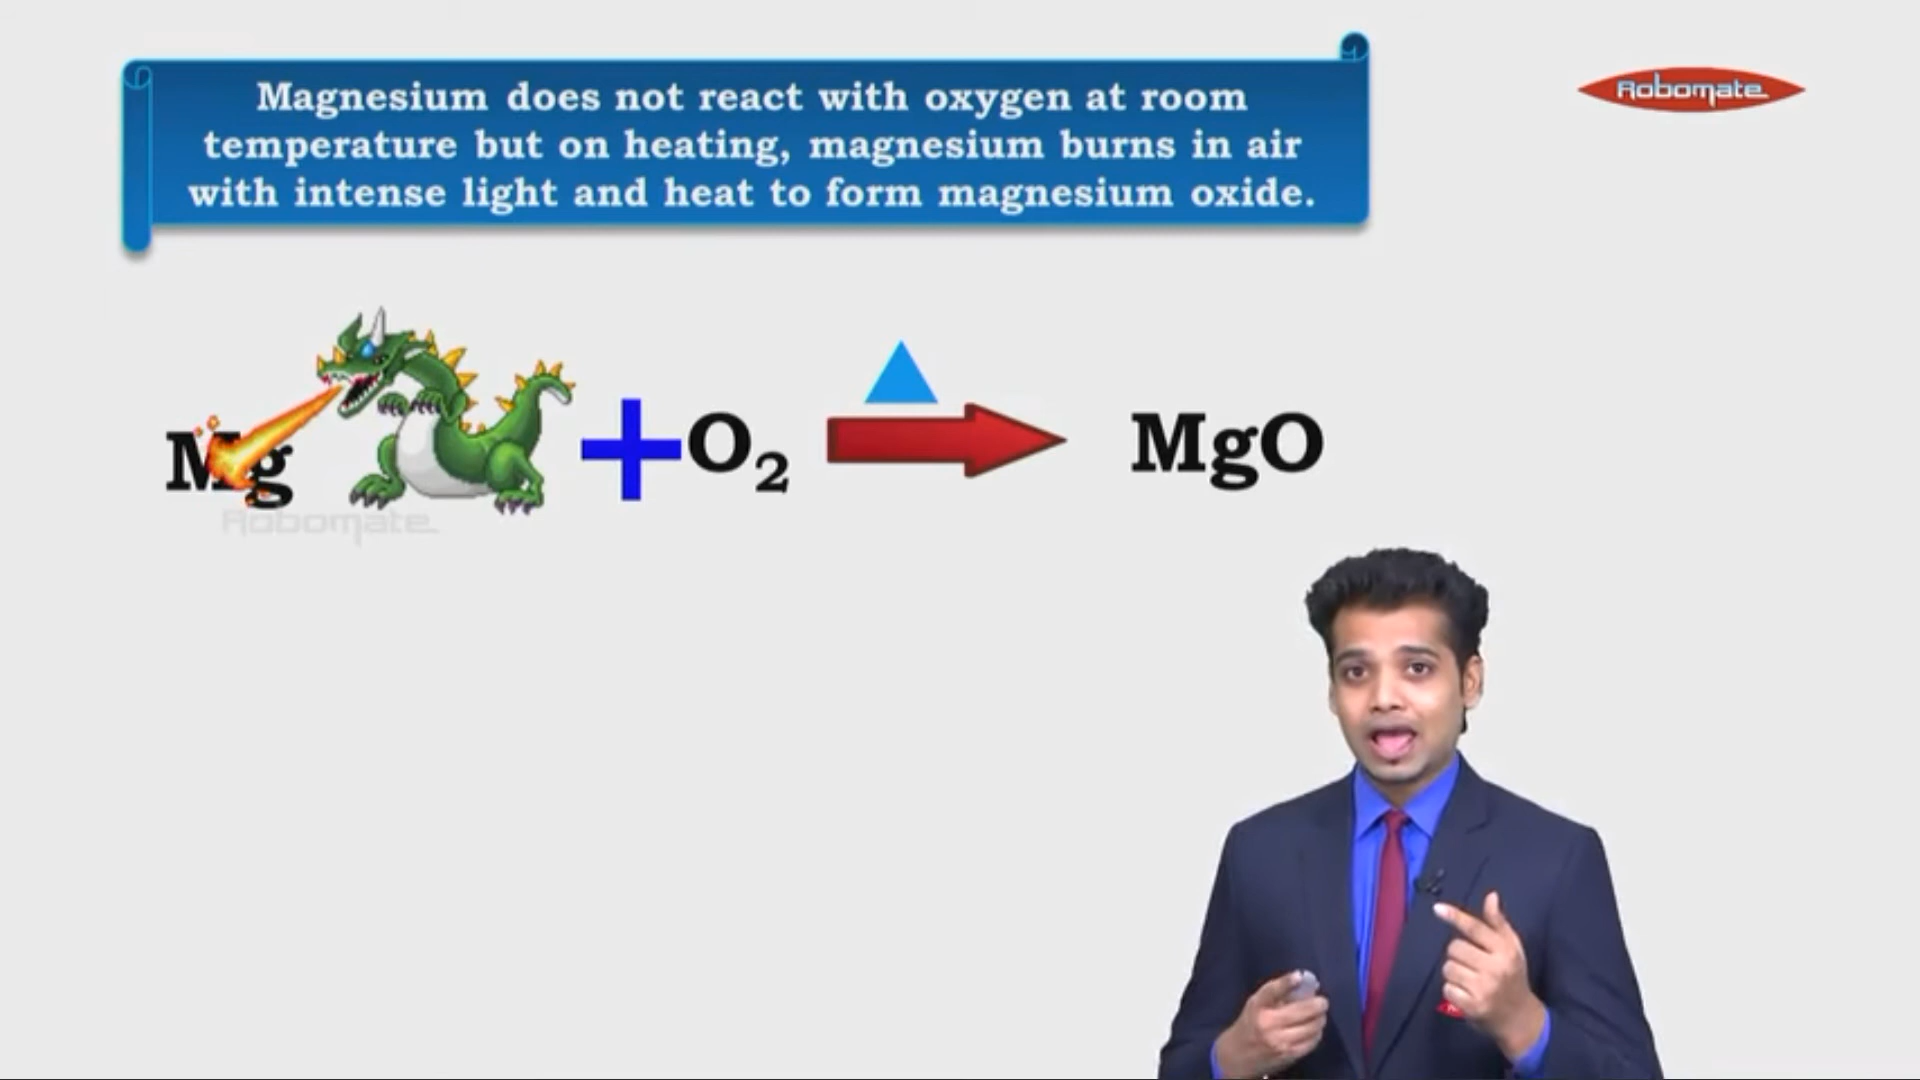 Magnesium does not react with oxygen at room
temperature but on heating, magnesium burns in air
with intense light and heat to form magnesium oxide.
Robomate
Mg + O₂ MgO
Robomate